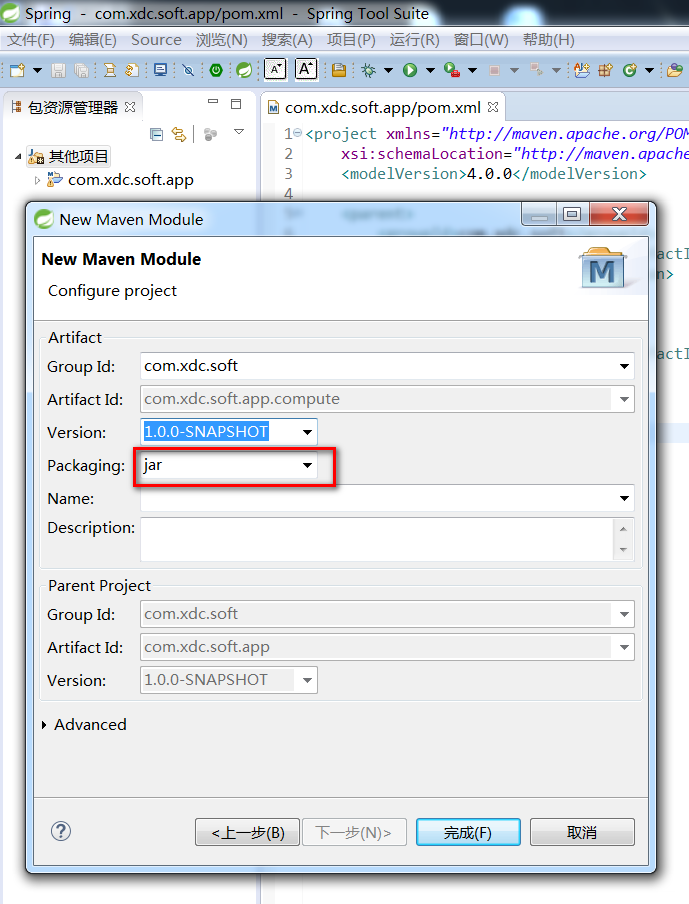 Spring - com.xdc.soft.app/pom.xml - Spring Tool Suite
文件(F) 编辑(E) Source 浏览(N) 搜索(A) 项目(P) 运行(R) 窗口(W) 帮助(H)
包资源管理器
com.xdc.soft.app/pom.xml
其他项目
com.xdc.soft.app
1 <project xmlns="http://maven.apache.org/POM
2 xsi:schemaLocation="http://maven.apache
3 <modelVersion>4.0.0</modelVersion>
4
New Maven Module
New Maven Module
Configure project
M
Artifact
Group Id: com.xdc.soft
Artifact Id: com.xdc.soft.app.compute
Version: 1.0.0-SNAPSHOT
Packaging: jar
Name:
Description:
Parent Project
Group Id: com.xdc.soft
Artifact Id: com.xdc.soft.app
Version: 1.0.0-SNAPSHOT
Advanced
<上一步(B) 下一步(N)> 完成(F) 取消